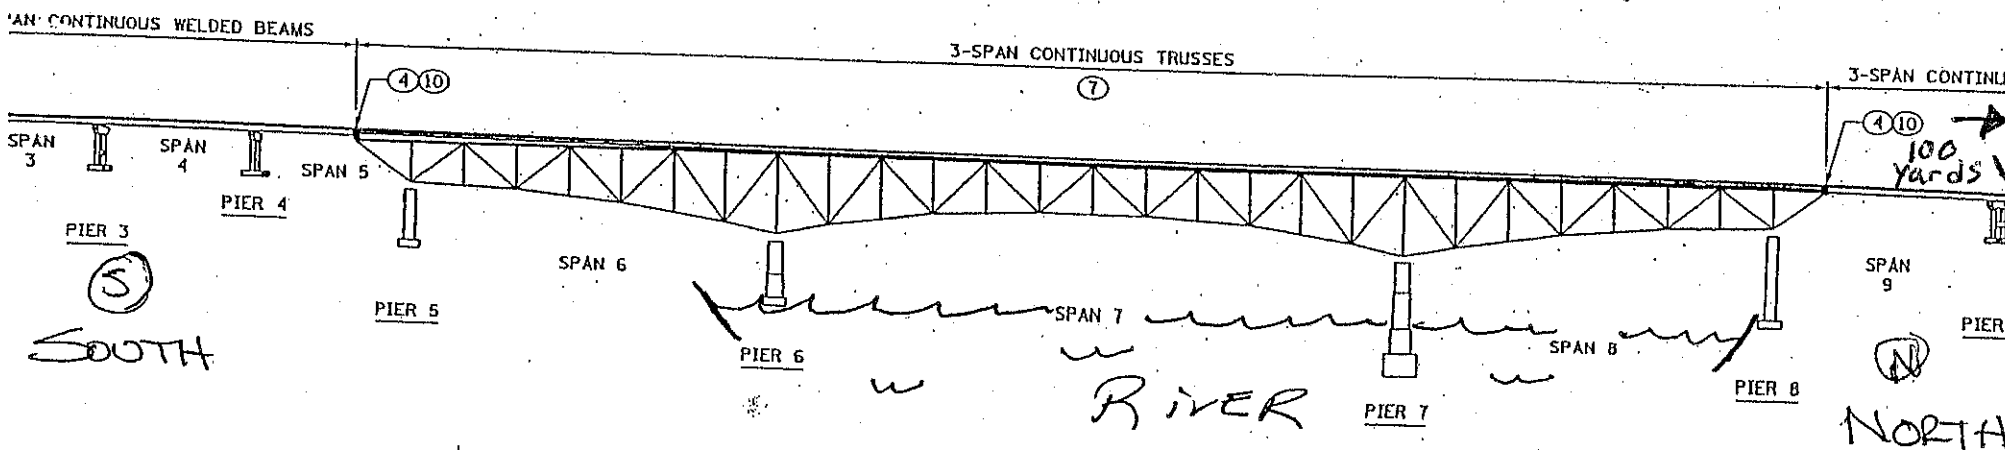 'AN CONTINUOUS WELDED BEAMS
3-SPAN CONTINUOUS TRUSSES
7
3-SPAN CONTINU
4 10
4 10
100
Yards
SPAN
3
SPAN
4
SPAN 5
PIER 4
PIER 3
S
SOUTH
PIER 5
SPAN 6
SPAN 7
SPAN 8
SPAN
9
PIER 6
RIVER
PIER 7
PIER 8
PIER
N
NORTH